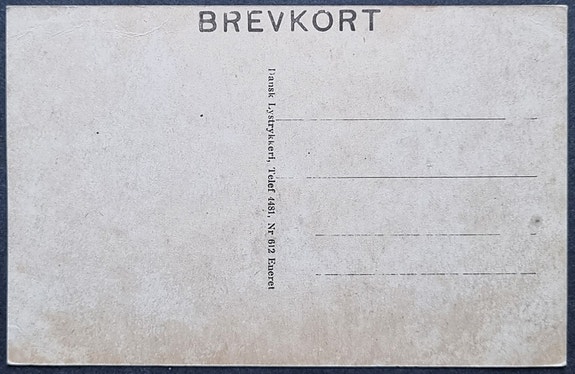 BREVKORT
Dansk Lystrykkeri, Telef 4481, Nr 612 Eneret